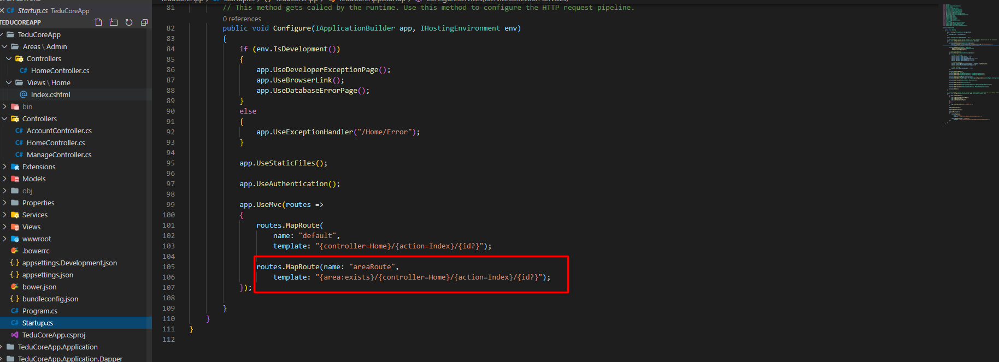 Startup.cs TeduCoreApp
TEDUCOREAPP
TeduCoreApp
Areas \ Admin
Controllers
C# HomeController.cs
Views \ Home
@ Index.cshtml
bin
Controllers
C# AccountController.cs
C# HomeController.cs
C# ManageController.cs
Extensions
Models
obj
Properties
Services
Views
wwwroot
.bowerrc
{..} appsettings.Development.json
{..} appsettings.json
bower.json
{..} bundleconfig.json
C# Program.cs
C# Startup.cs
TeduCoreApp.csproj
TeduCoreApp.Application
TeduCoreApp.Application.Dapper
81 // This method gets called by the runtime. Use this method to configure the HTTP request pipeline.
0 references
82 public void Configure(IApplicationBuilder app, IHostingEnvironment env)
83 {
84 if (env.IsDevelopment())
85 {
86 app.UseDeveloperExceptionPage();
87 app.UseBrowserLink();
88 app.UseDatabaseErrorPage();
89 }
90 else
91 {
92 app.UseExceptionHandler("/Home/Error");
93 }
94
95 app.UseStaticFiles();
96
97 app.UseAuthentication();
98
99 app.UseMvc(routes =>
100 {
101 routes.MapRoute(
102 name: "default",
103 template: "{controller=Home}/{action=Index}/{id?}");
104
105 routes.MapRoute(name: "areaRoute",
106 template: "{area:exists}/{controller=Home}/{action=Index}/{id?}");
107 });
108
109 }
110 }
111 }
112